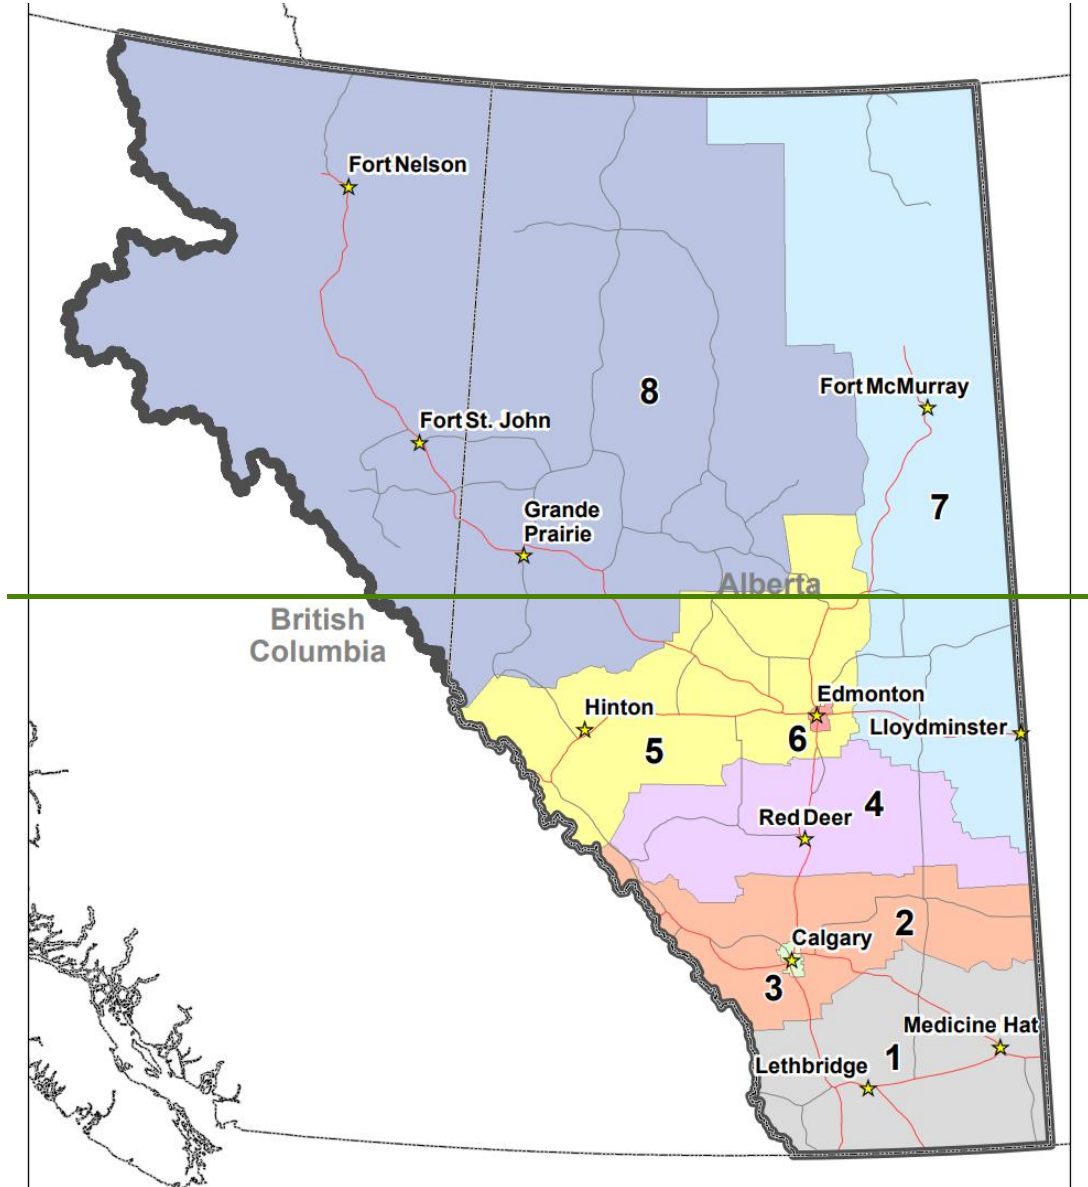 Fort Nelson
8
Fort McMurray
Fort St. John
7
Grande
Prairie
Alberta
British
Columbia
Edmonton
Hinton
Lloydminster
6
5
4
Red Deer
2
Calgary
3
Medicine Hat
1
Lethbridge